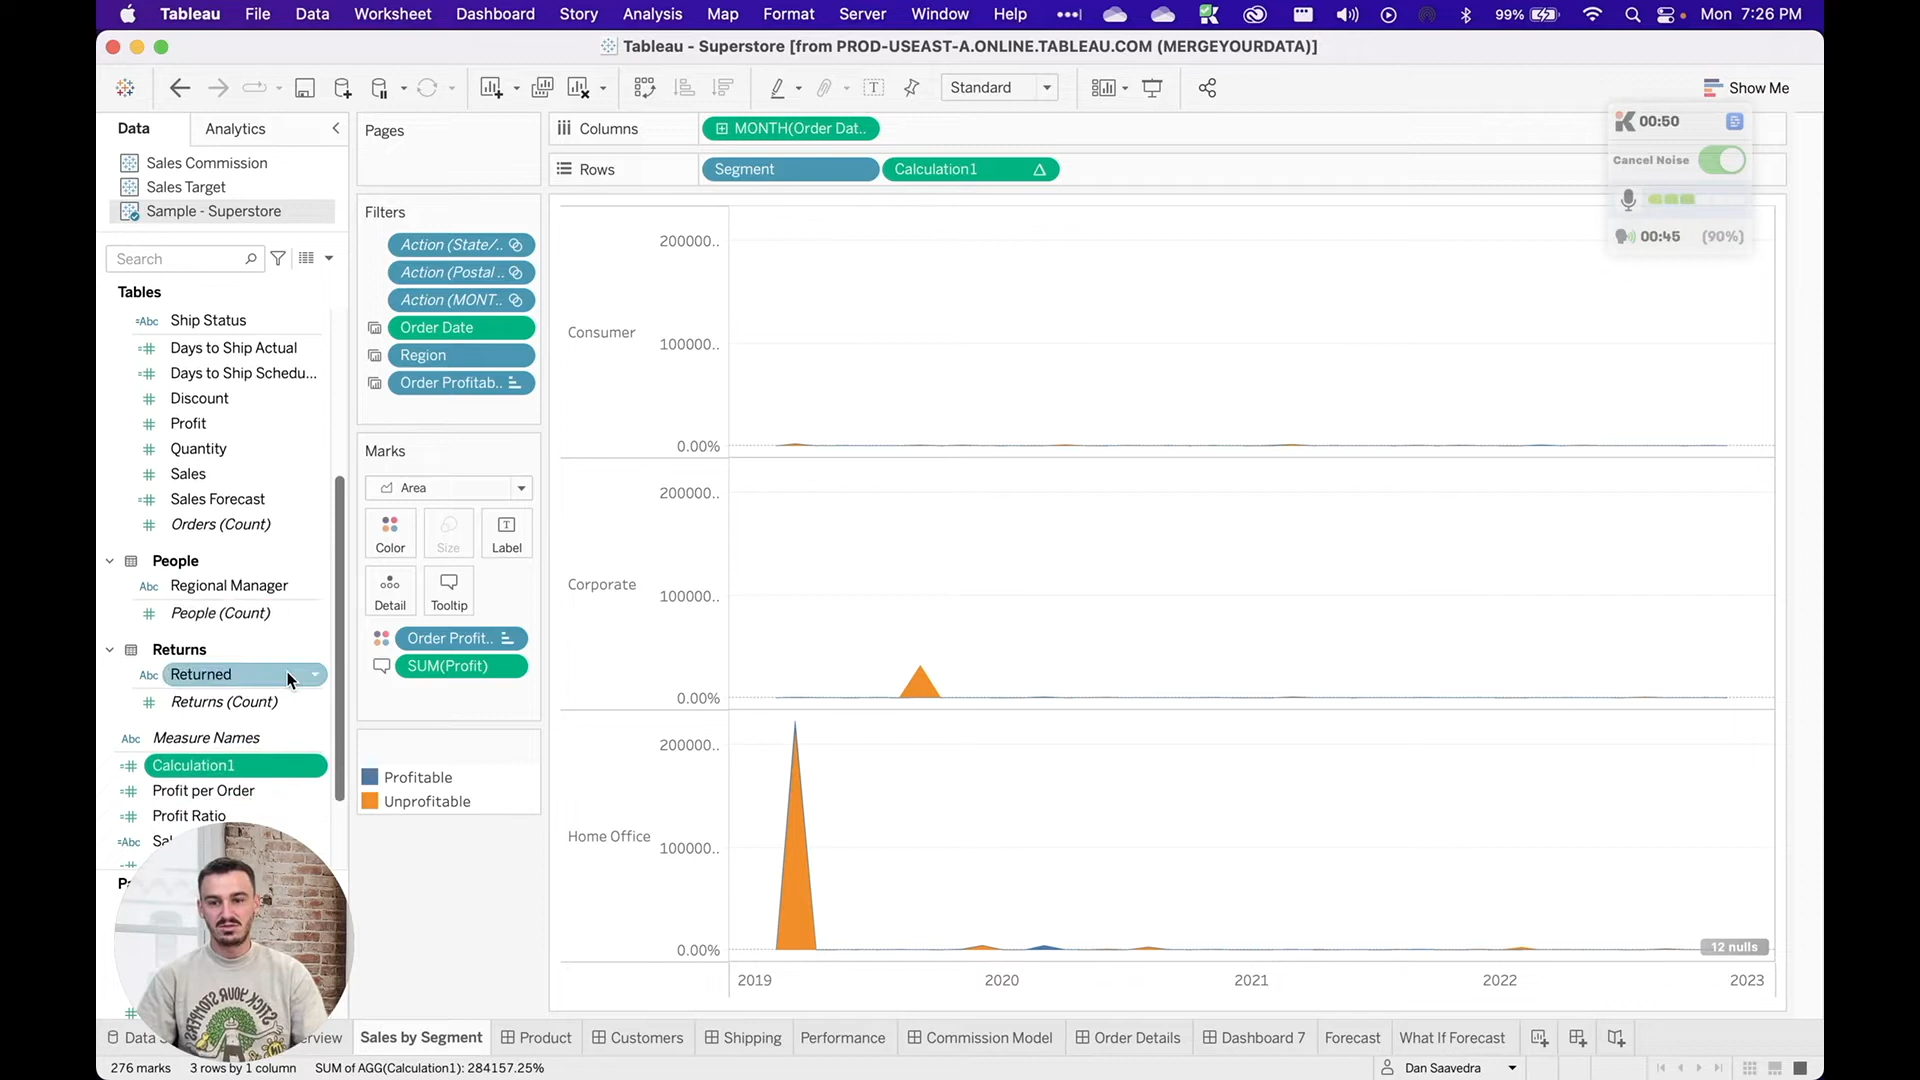 Tableau File Data Worksheet Dashboard Story Analysis Map Format Server Window Help 99% Mon 7:26 PM
Tableau - Superstore [from PROD-USEAST-A.ONLINE.TABLEAU.COM (MERGEYOURDATA)]
Standard Show Me
Data Analytics
Sales Commission
Sales Target
Sample - Superstore
Search
Tables
Abc Ship Status
Days to Ship Actual
Days to Ship Schedu...
Discount
Profit
Quantity
Sales
Sales Forecast
Orders (Count)
People
Abc Regional Manager
People (Count)
Returns
Abc Returned
Returns (Count)
Abc Measure Names
Calculation1
Profit per Order
Profit Ratio
Abc
Pages
Filters
Action (State/..
Action (Postal ..
Action (MONT..
Order Date
Region
Order Profitab..
Marks
Area
Color Size Label
Detail Tooltip
Order Profit..
SUM(Profit)
Profitable
Unprofitable
Columns MONTH(Order Dat..
Rows Segment Calculation1
00:50
Cancel Noise
00:45 (90%)
200000..
Consumer
100000..
0.00%
200000..
Corporate
100000..
0.00%
200000..
Home Office
100000..
0.00%
12 nulls
2019 2020 2021 2022 2023
STICK YOUR STOMPERS
Sales by Segment Product Customers Shipping Performance Commission Model Order Details Dashboard 7 Forecast What If Forecast
276 marks 3 rows by 1 column SUM of AGG(Calculation1): 284157.25% Dan Saavedra